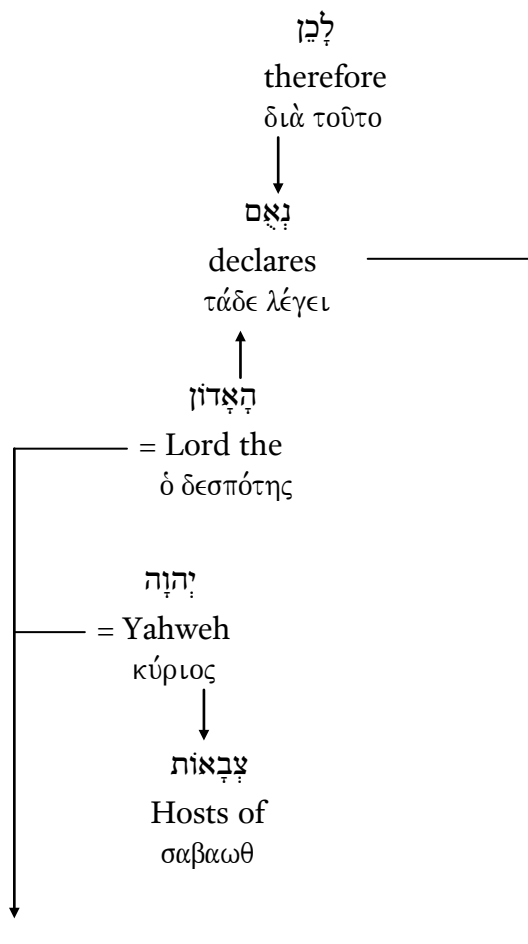 לָכֵן
therefore
διὰ τοῦτο
נְאֻם
declares
τάδε λέγει
הָאָדוֹן
= Lord the
ὁ δεσπότης
יְהוָה
= Yahweh
κύριος
צְבָאוֹת
Hosts of
σαβαωθ